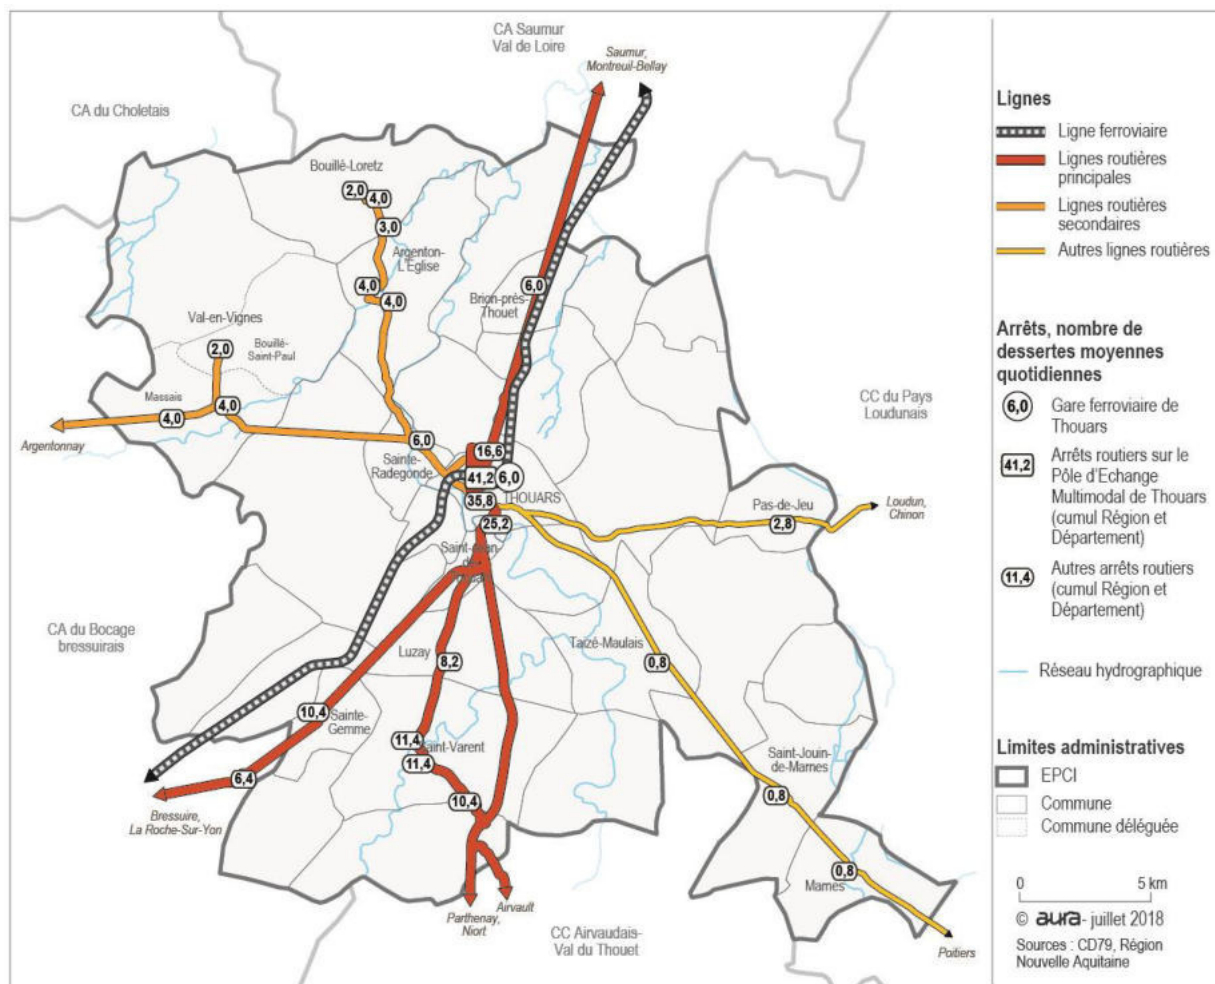 CA Saumur
Val de Loire
Saumur,
Montreuil-Bellay
CA du Choletais
Bouillé-Loretz
2,0
4,0
3,0
Argenton-
L'Église
4,0
4,0
6,0
Brion-près-
Thouet
Val-en-Vignes
2,0
Bouillé-
Saint-Paul
Massais
4,0
4,0
Argentonnay
CC du Pays
Loudunais
6,0
Sainte-
Radegonde
16,6
41,2
6,0
35,8
THOUARS
25,2
Pas-de-Jeu
2,8
Loudun,
Chinon
Saint-Jean-
de-
CA du Bocage
bressuirais
Luzay
8,2
Taizé-Maulais
0,8
10,4
Sainte-
Gemme
11,4
Saint-Varent
11,4
6,4
10,4
Saint-Jouin-
de-Marnes
0,8
Bressuire,
La Roche-Sur-Yon
0,8
Marnes
Parthenay,
Niort
Airvault
CC Airvaudais-
Val du Thouet
Poitiers
Lignes
Ligne ferroviaire
Lignes routières
principales
Lignes routières
secondaires
Autres lignes routières
Arrêts, nombre de
dessertes moyennes
quotidiennes
6,0
Gare ferroviaire de
Thouars
41,2
Arrêts routiers sur le
Pôle d'Echange
Multimodal de Thouars
(cumul Région et
Département)
11,4
Autres arrêts routiers
(cumul Région et
Département)
Réseau hydrographique
Limites administratives
EPCI
Commune
Commune déléguée
0 5 km
© aura - juillet 2018
Sources : CD79, Région
Nouvelle Aquitaine